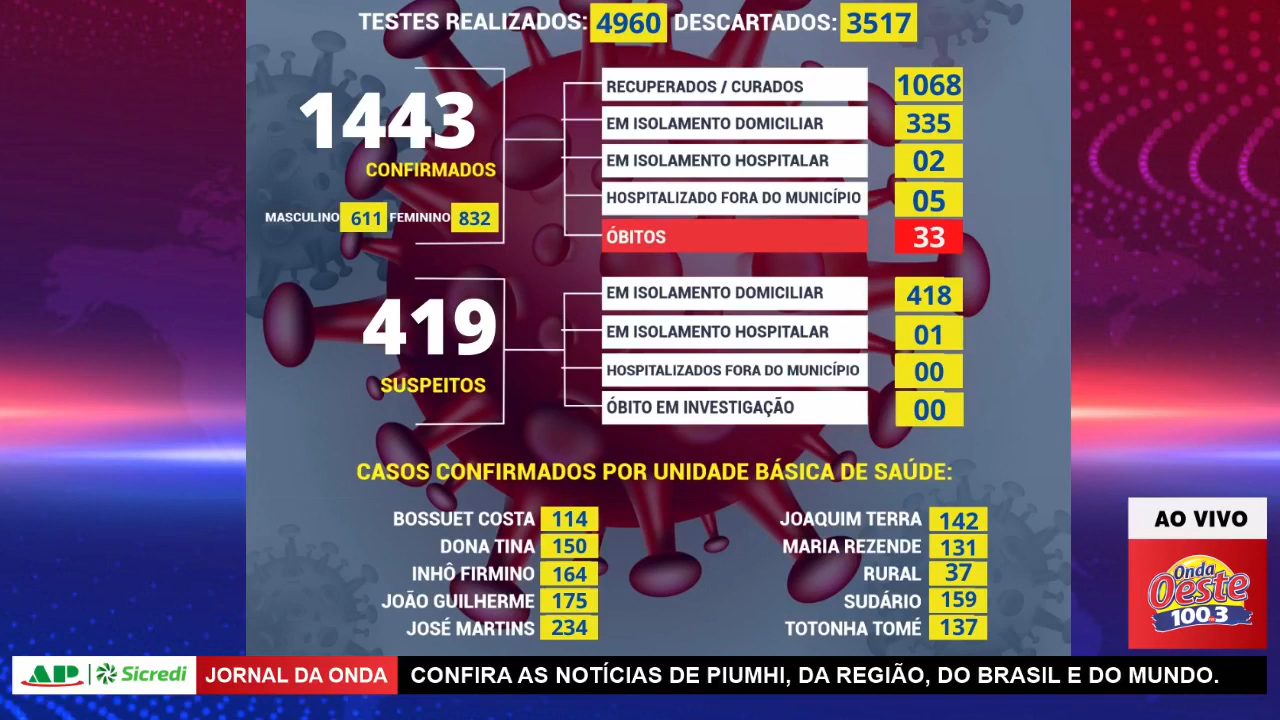 TESTES REALIZADOS: 4960 DESCARTADOS: 3517
1443
CONFIRMADOS
MASCULINO 611 FEMININO 832
RECUPERADOS / CURADOS 1068
EM ISOLAMENTO DOMICILIAR 335
EM ISOLAMENTO HOSPITALAR 02
HOSPITALIZADO FORA DO MUNICÍPIO 05
ÓBITOS 33
419
SUSPEITOS
EM ISOLAMENTO DOMICILIAR 418
EM ISOLAMENTO HOSPITALAR 01
HOSPITALIZADOS FORA DO MUNICÍPIO 00
ÓBITO EM INVESTIGAÇÃO 00
CASOS CONFIRMADOS POR UNIDADE BÁSICA DE SAÚDE:
BOSSUET COSTA 114
DONA TINA 150
INHÔ FIRMINO 164
JOÃO GUILHERME 175
JOSÉ MARTINS 234
JOAQUIM TERRA 142
MARIA REZENDE 131
RURAL 37
SUDÁRIO 159
TOTONHA TOMÉ 137
AO VIVO
Onda
Oeste
100.3
AP Sicredi JORNAL DA ONDA CONFIRA AS NOTÍCIAS DE PIUMHI, DA REGIÃO, DO BRASIL E DO MUNDO.